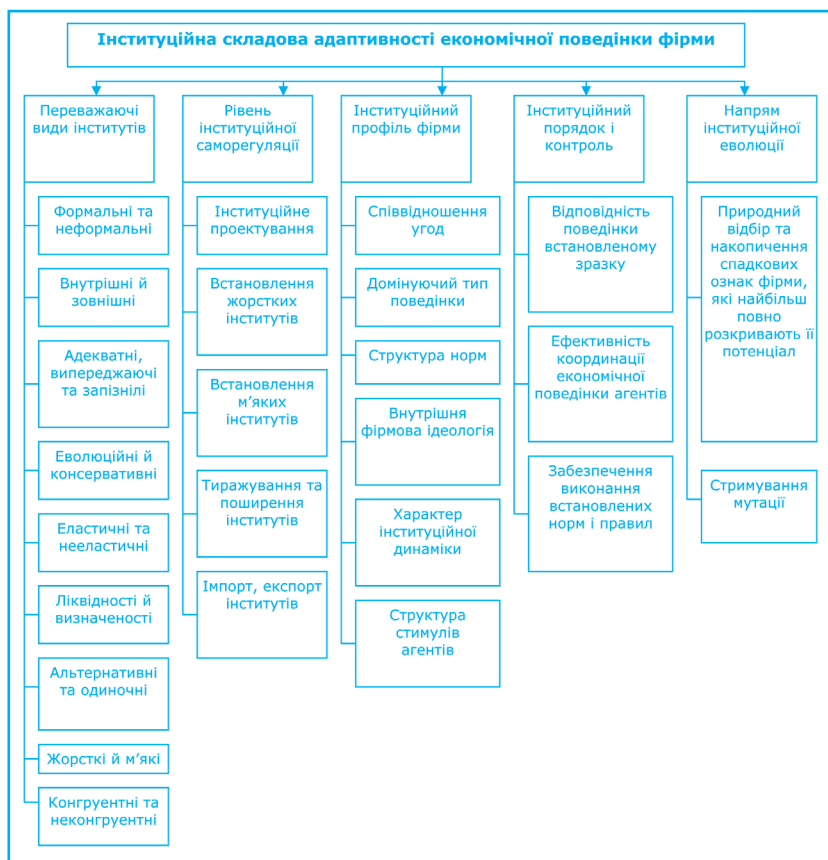 Інституційна складова адаптивності економічної поведінки фірми
Переважаючі
види інститутів
Формальні та
неформальні
Внутрішні й
зовнішні
Адекватні,
випереджаючі
та запізнілі
Еволюційні й
консервативні
Еластичні та
нееластичні
Ліквідності й
визначеності
Альтернативні
та одиночні
Жорсткі й м’які
Конгруентні та
неконгруентні
Рівень
інституційної
саморегуляції
Інституційне
проектування
Встановлення
жорстких
інститутів
Встановлення
м’яких
інститутів
Тиражування та
поширення
інститутів
Імпорт, експорт
інститутів
Інституційний
профіль фірми
Співвідношення
угод
Домінуючий тип
поведінки
Структура норм
Внутрішня
фірмова ідеологія
Характер
інституційної
динаміки
Структура
стимулів
агентів
Інституційний
порядок і
контроль
Відповідність
поведінки
встановленому
зразку
Ефективність
координації
економічної
поведінки агентів
Забезпечення
виконання
встановлених
норм і правил
Напрям
інституційної
еволюції
Природний
відбір та
накопичення
спадкових
ознак фірми,
які найбільш
повно
розкривають її
потенціал
Стримування
мутації